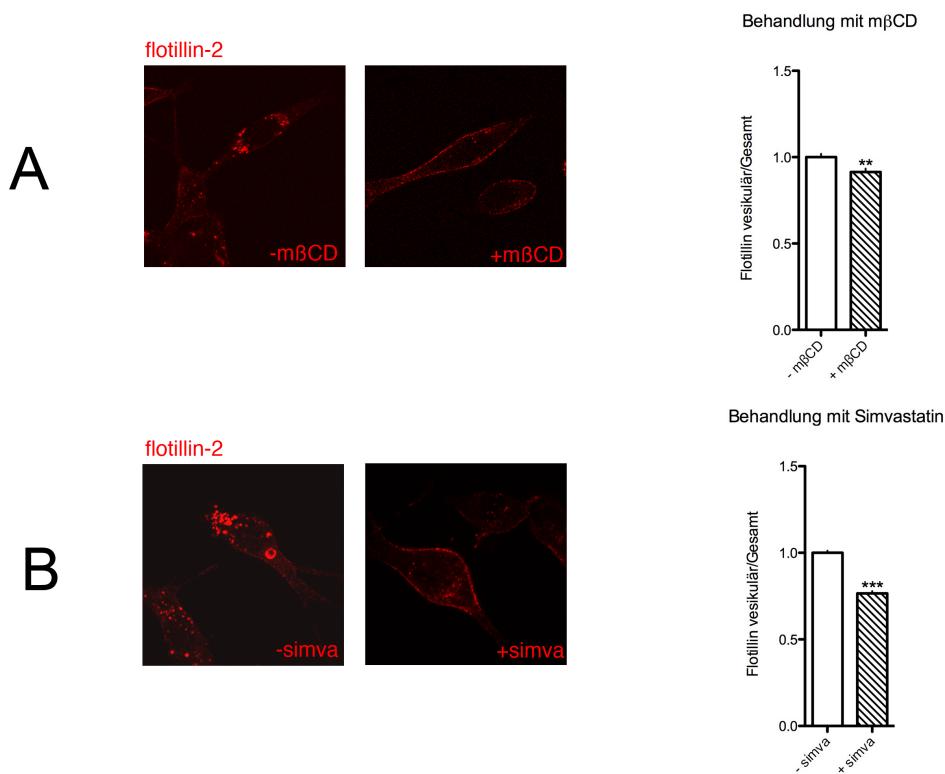 Behandlung mit mβCD
flotillin-2
A
-mβCD
+mβCD
Flotillin vesikulär/Gesamt
1.5
1.0
0.5
0.0
**
- mβCD
+ mβCD
Behandlung mit Simvastatin
flotillin-2
B
-simva
+simva
Flotillin vesikulär/Gesamt
1.5
1.0
0.5
0.0
***
- simva
+ simva